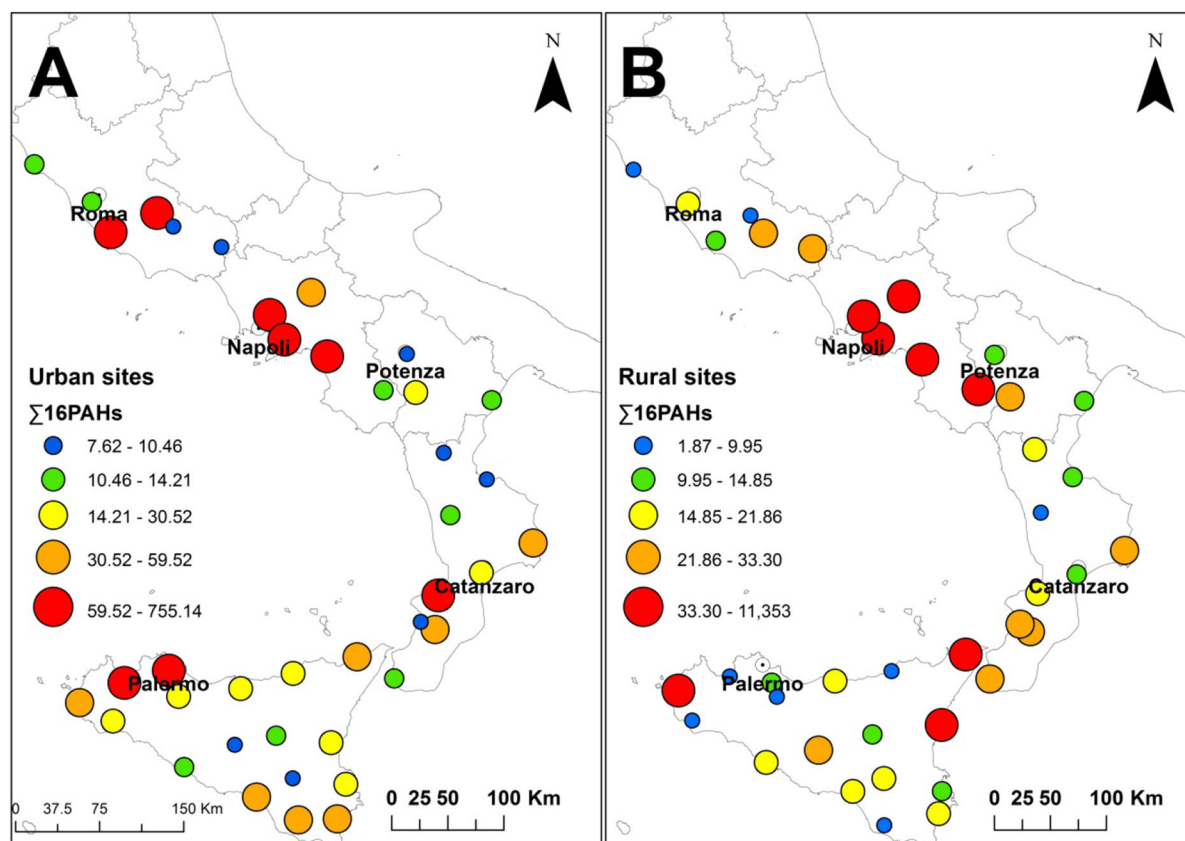 A
N
Roma
Napoli
Potenza
Urban sites
∑16PAHs
7.62 - 10.46
10.46 - 14.21
14.21 - 30.52
30.52 - 59.52
59.52 - 755.14
Catanzaro
Palermo
0 37.5 75 150 Km
0 25 50 100 Km
B
N
Roma
Napoli
Potenza
Rural sites
∑16PAHs
1.87 - 9.95
9.95 - 14.85
14.85 - 21.86
21.86 - 33.30
33.30 - 11,353
Catanzaro
Palermo
0 25 50 100 Km